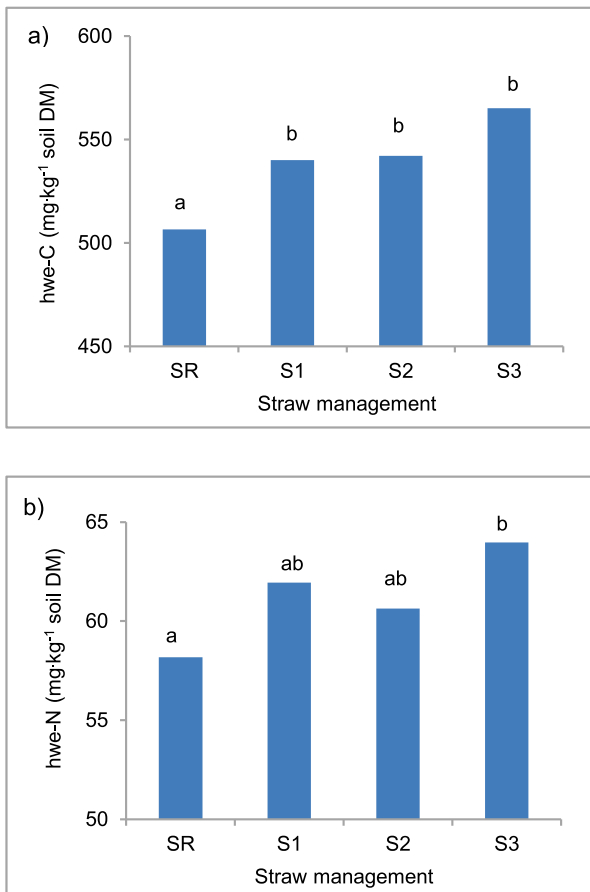 a)
hwe-C (mg·kg⁻¹ soil DM)
600
550
500
450
a
b
b
b
SR S1 S2 S3
Straw management
b)
hwe-N (mg·kg⁻¹ soil DM)
65
60
55
50
a
ab
ab
b
SR S1 S2 S3
Straw management